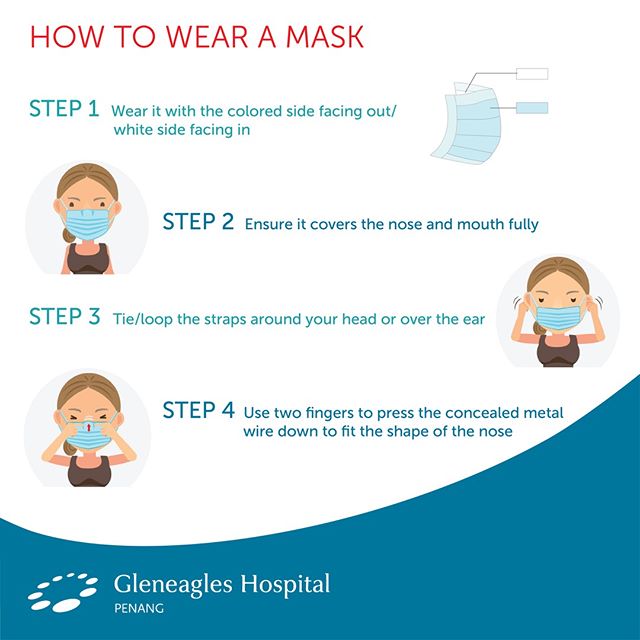 HOW TO WEAR A MASK
STEP 1 Wear it with the colored side facing out/
white side facing in
STEP 2 Ensure it covers the nose and mouth fully
STEP 3 Tie/loop the straps around your head or over the ear
STEP 4 Use two fingers to press the concealed metal
wire down to fit the shape of the nose
Gleneagles Hospital
PENANG